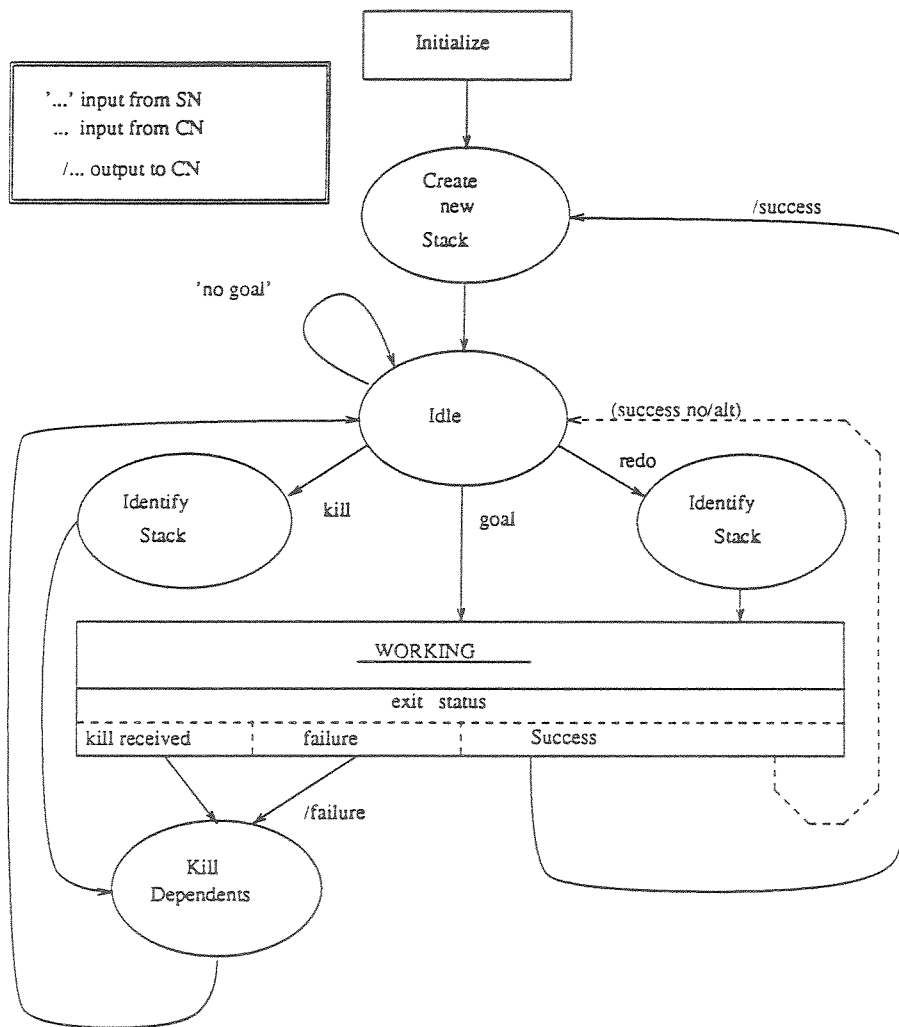 Initialize
'...' input from SN
... input from CN
/... output to CN
Create
new
Stack
/success
'no goal'
Idle
(success no/alt)
redo
Identify
Stack
kill
goal
Identify
Stack
WORKING
exit status
kill received
failure
Success
/failure
Kill
Dependents